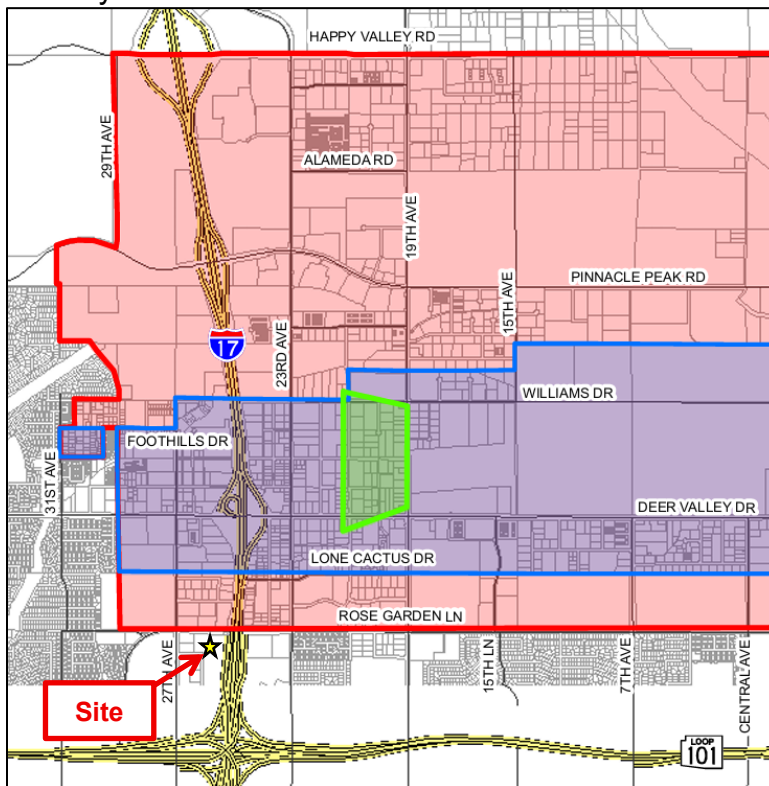 HAPPY VALLEY RD
29TH AVE
ALAMEDA RD
19TH AVE
PINNACLE PEAK RD
15TH AVE
17
23RD AVE
WILLIAMS DR
FOOTHILLS DR
31ST AVE
DEER VALLEY DR
LONE CACTUS DR
ROSE GARDEN LN
27TH AVE
Site
15TH LN
7TH AVE
CENTRAL AVE
LOOP
101